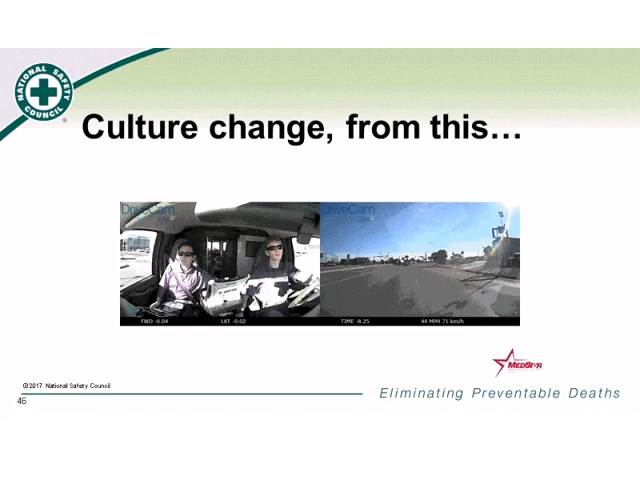 NATIONAL SAFETY COUNCIL
®
Culture change, from this…
DriveCam
DriveCam
FWD -0.04
LAT -0.02
TIME -8.25
44 MPH 71 km/h
MEDSTAR
©2017 National Safety Council
Eliminating Preventable Deaths
46